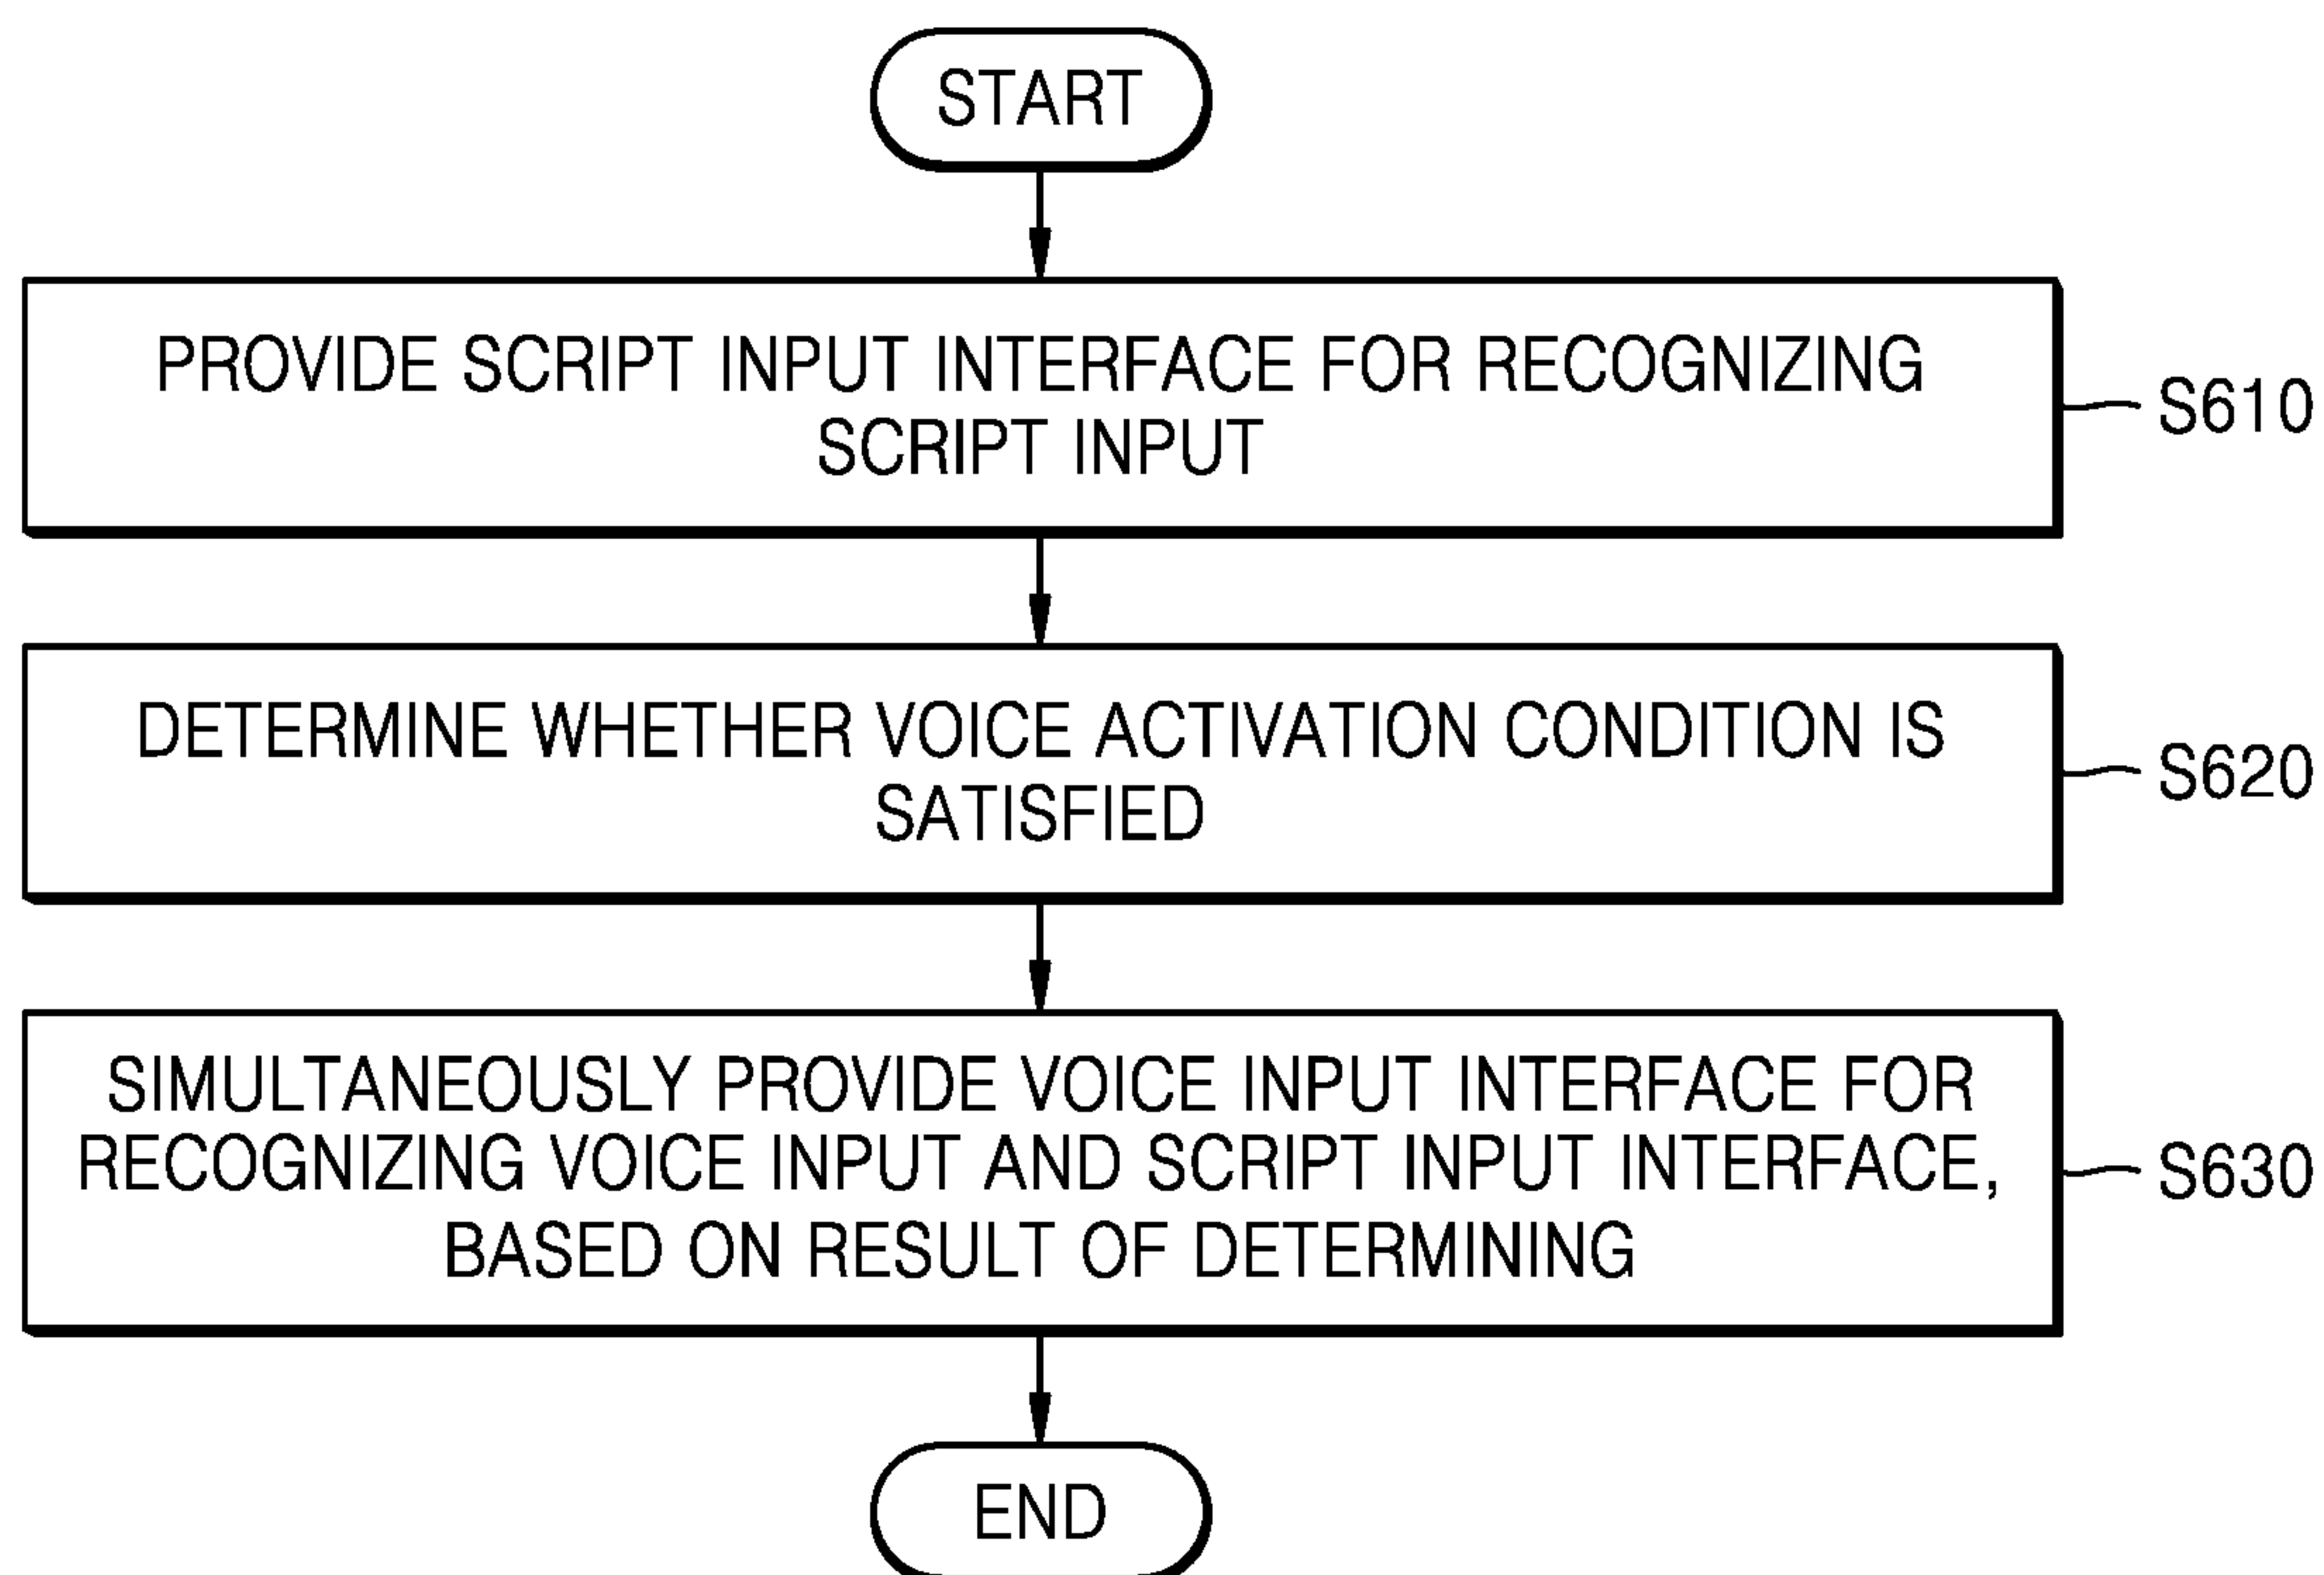 START
PROVIDE SCRIPT INPUT INTERFACE FOR RECOGNIZING
SCRIPT INPUT
S610
DETERMINE WHETHER VOICE ACTIVATION CONDITION IS
SATISFIED
S620
SIMULTANEOUSLY PROVIDE VOICE INPUT INTERFACE FOR
RECOGNIZING VOICE INPUT AND SCRIPT INPUT INTERFACE,
BASED ON RESULT OF DETERMINING
S630
END